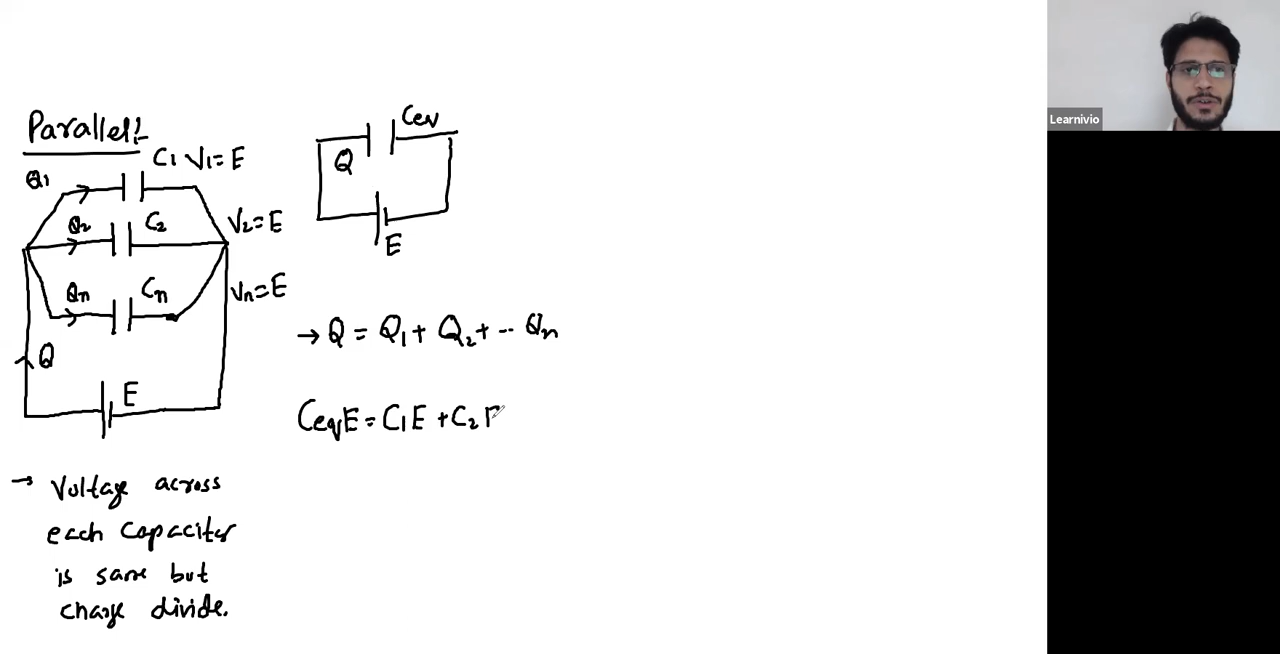 Parallel:-
C1 V1=E
Q1
Q2
C2
V2=E
Qn
Cn
Vn=E
Q
E
→ Voltage across
each capacitor
is same but
charge divide.
Ceq
Q
E
→ Q = Q1+ Q2+ -- Qn
CeqE = C1E + C2
Learnivio